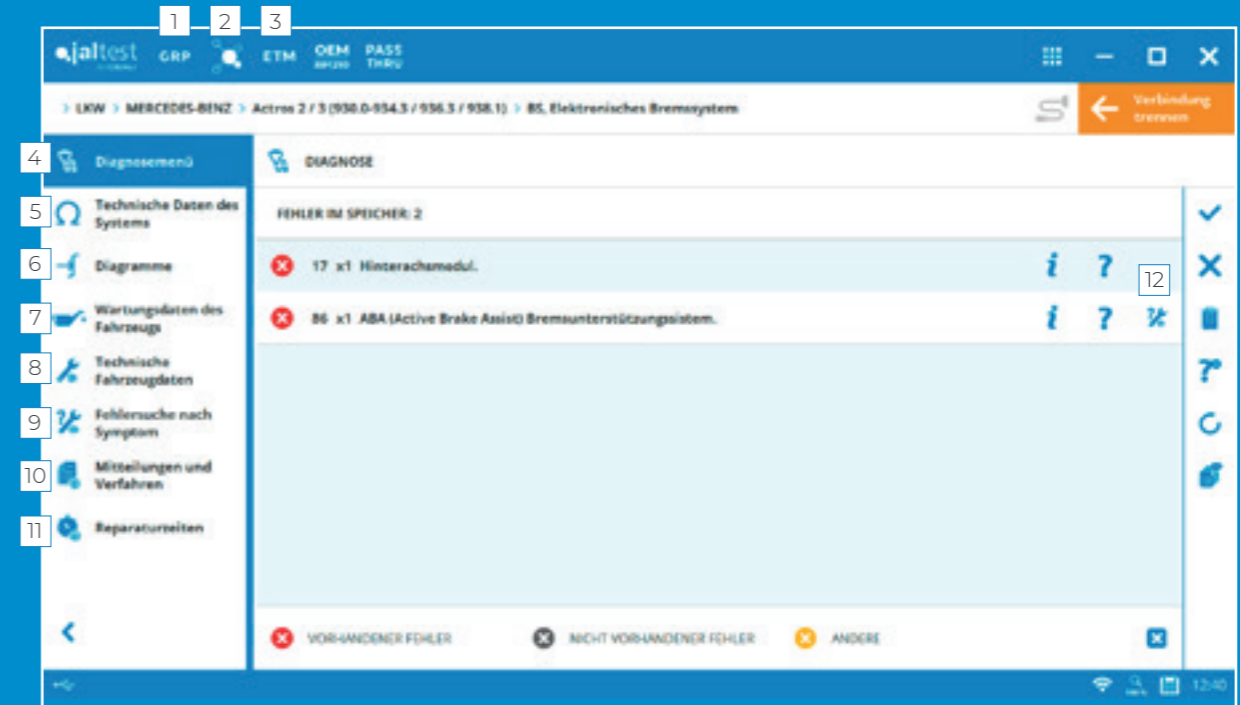 1 2 3
jaltest GRP ETM OEM PASS THRU
LKW > MERCEDES-BENZ > Actros 2 / 3 (930.0-934.3 / 936.3 / 938.1) > BS, Elektronisches Bremssystem
Verbindung
trennen
4 Diagnosemenü
DIAGNOSE
5 Technische Daten des
Systems
FEHLER IM SPEICHER: 2
6 Diagramme
17 x1 Hinterachsmodul.
12
7 Wartungsdaten des
Fahrzeugs
86 x1 ABA (Active Brake Assist) Bremsunterstützungssistem.
8 Technische
Fahrzeugdaten
9 Fehlersuche nach
Symptom
10 Mitteilungen und
Verfahren
11 Reparaturzeiten
VORHANDENER FEHLER NICHT VORHANDENER FEHLER ANDERE
12:40